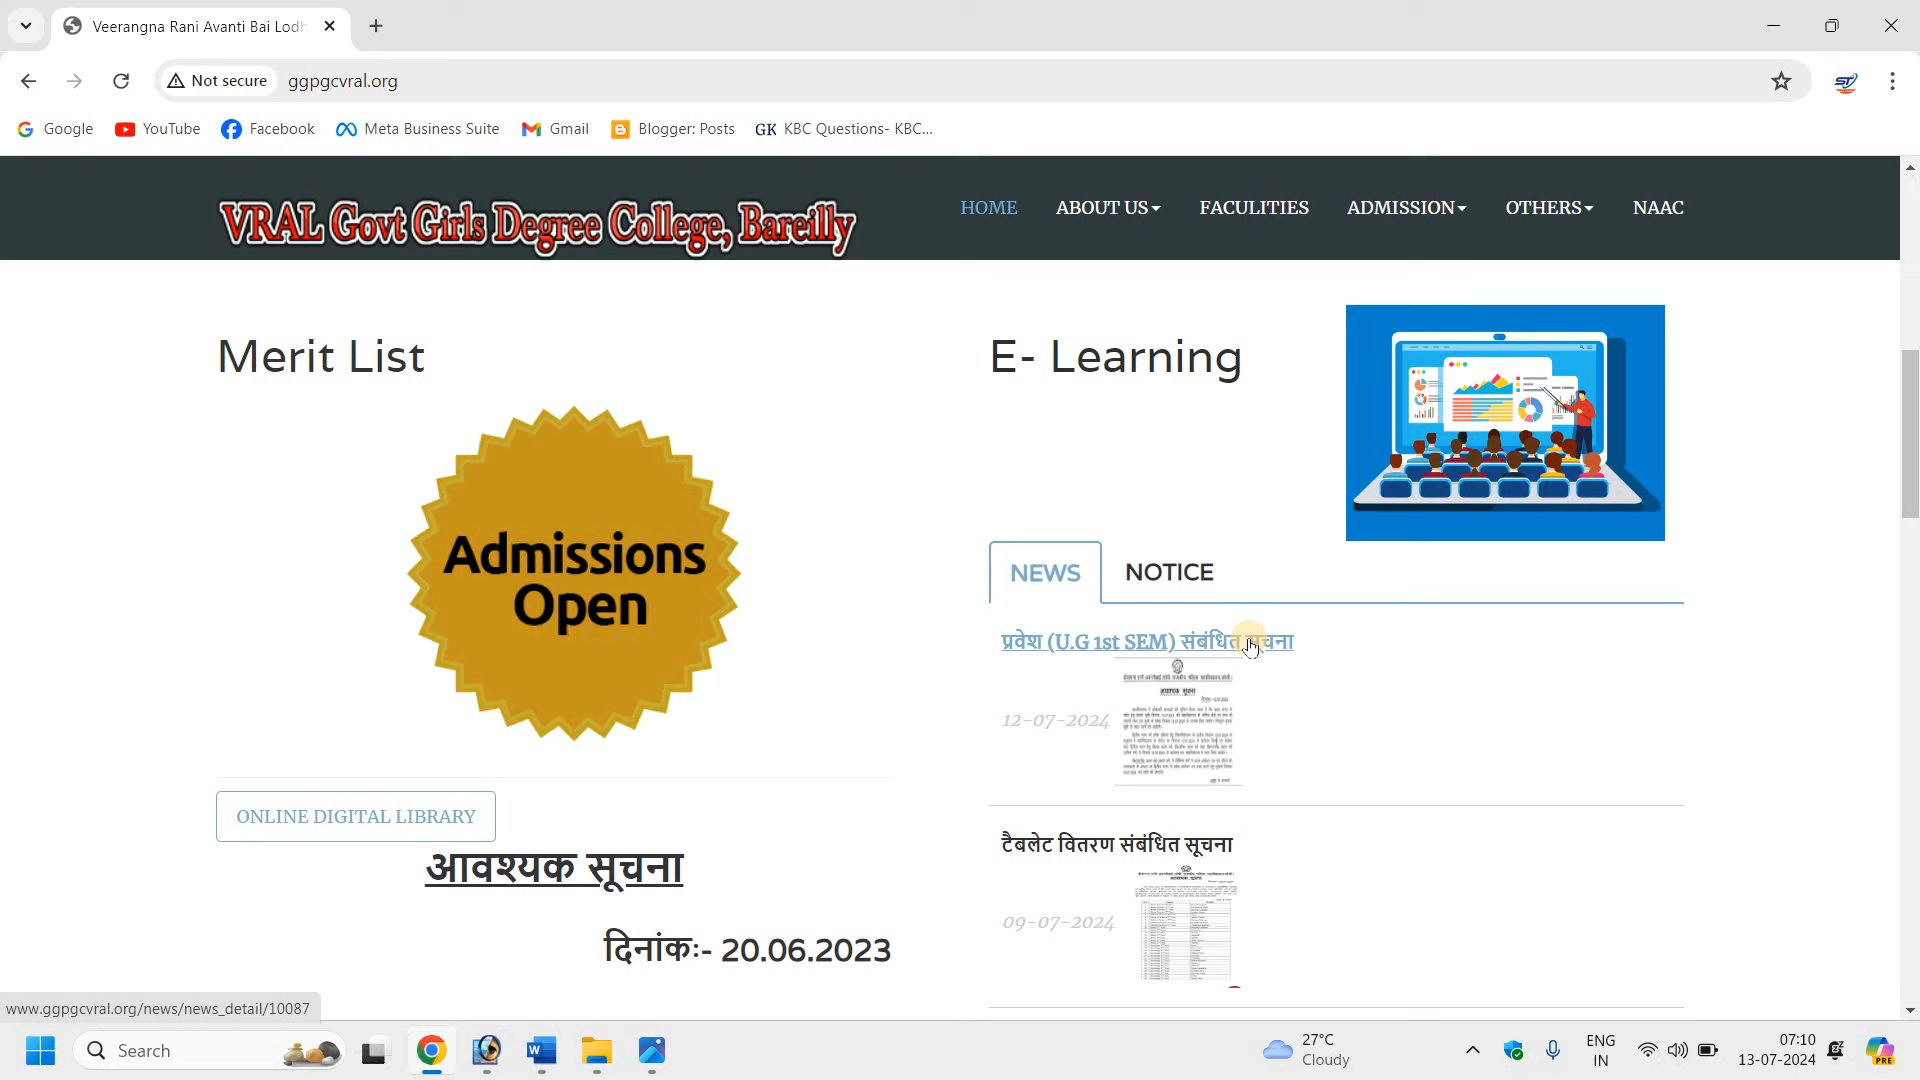 Veerangna Rani Avanti Bai Lodh
Not secure
ggpgcvral.org
Google
YouTube
Facebook
Meta Business Suite
Gmail
Blogger: Posts
GK KBC Questions- KBC...
VRAL Govt Girls Degree College, Bareilly
HOME
ABOUT US
FACULITIES
ADMISSION
OTHERS
NAAC
Merit List
Admissions
Open
ONLINE DIGITAL LIBRARY
आवश्यक सूचना
दिनांकः- 20.06.2023
E- Learning
NEWS
NOTICE
प्रवेश (U.G 1st SEM) संबंधित सूचना
आवश्यक सूचना
12-07-2024
टैबलेट वितरण संबंधित सूचना
09-07-2024
www.ggpgcvral.org/news/news_detail/10087
Search
27°C
Cloudy
ENG
IN
07:10
13-07-2024
PRE